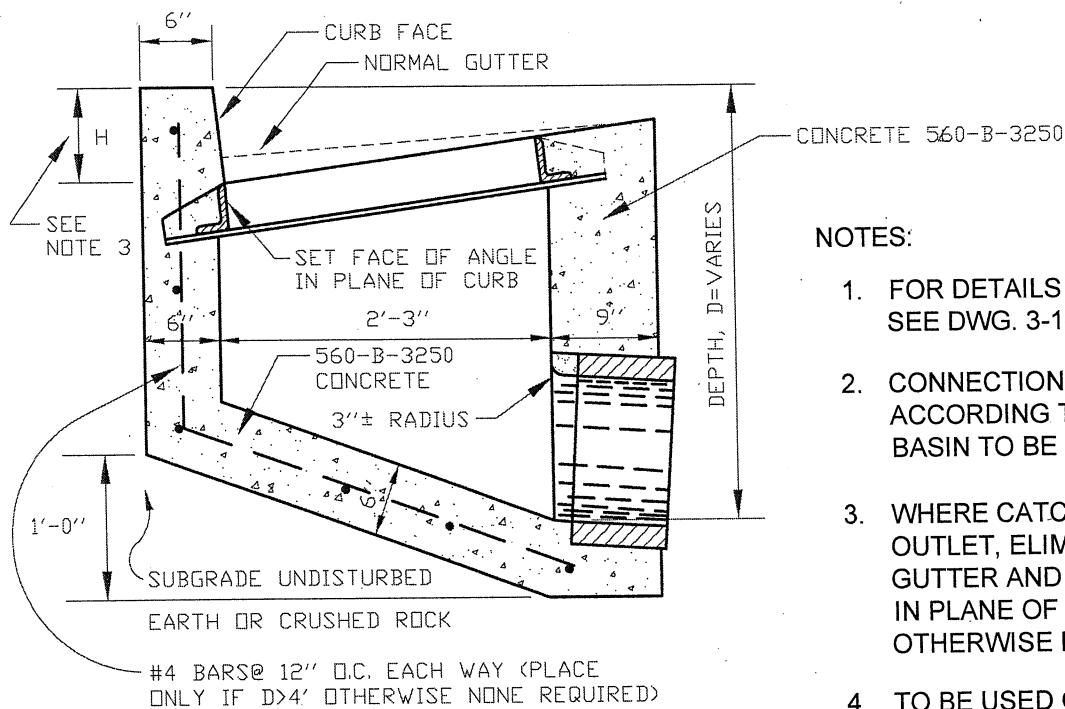 6"
CURB FACE
NORMAL GUTTER
H
CONCRETE 560-B-3250
SEE
NOTE 3
SET FACE OF ANGLE
IN PLANE OF CURB
DEPTH, D=VARIES
6"
2'-3"
9"
560-B-3250
CONCRETE
3"± RADIUS
6"
1'-0"
SUBGRADE UNDISTURBED
EARTH OR CRUSHED ROCK
#4 BARS@ 12" O.C. EACH WAY (PLACE
ONLY IF D>4' OTHERWISE NONE REQUIRED)
NOTES:
1. FOR DETAILS
SEE DWG. 3-1
2. CONNECTION
ACCORDING T
BASIN TO BE
3. WHERE CATC
OUTLET, ELIM
GUTTER AND
IN PLANE OF
OTHERWISE
4 TO BE USED